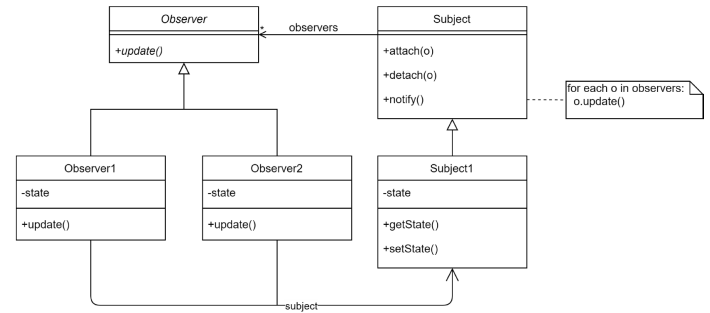 Observer
+update()
*
observers
Subject
+attach(o)
+detach(o)
+notify()
for each o in observers:
o.update()
Observer1
-state
+update()
Observer2
-state
+update()
Subject1
-state
+getState()
+setState()
subject